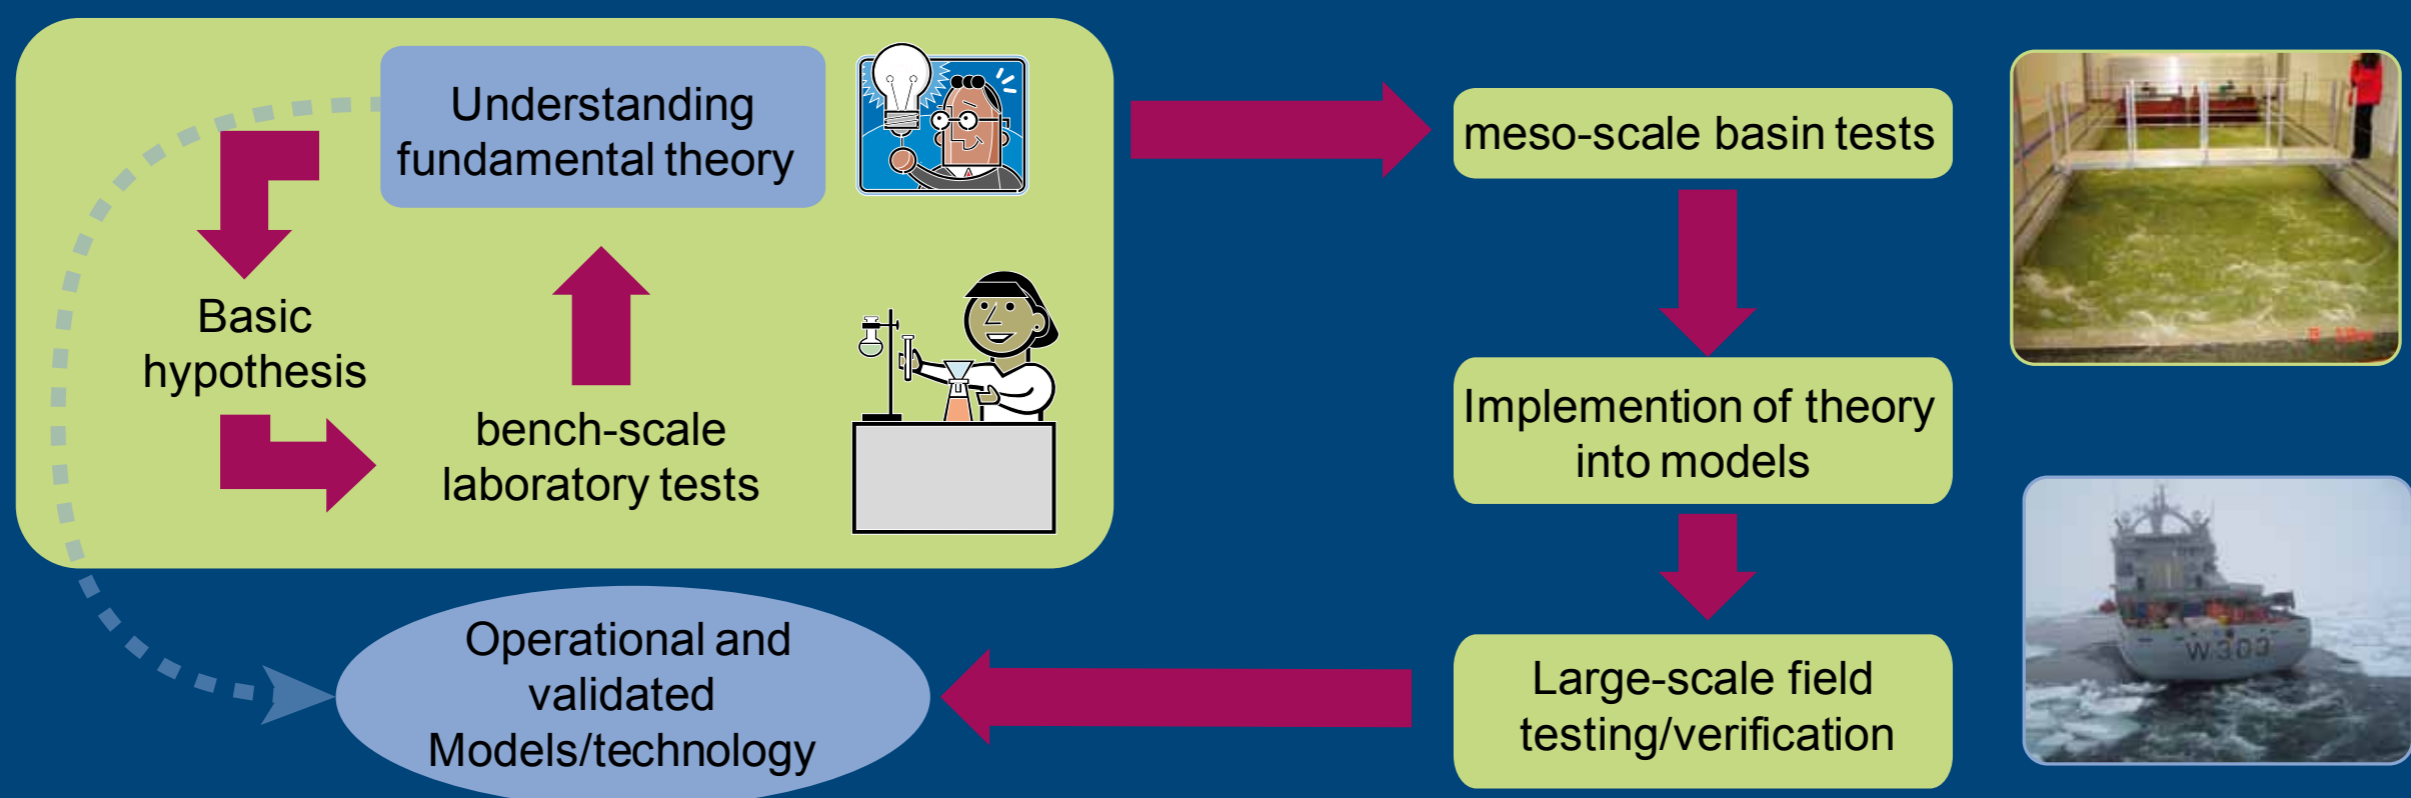 Understanding
fundamental theory
Basic
hypothesis
bench-scale
laboratory tests
meso-scale basin tests
Implemention of theory
into models
Large-scale field
testing/verification
Operational and
validated
Models/technology
W303